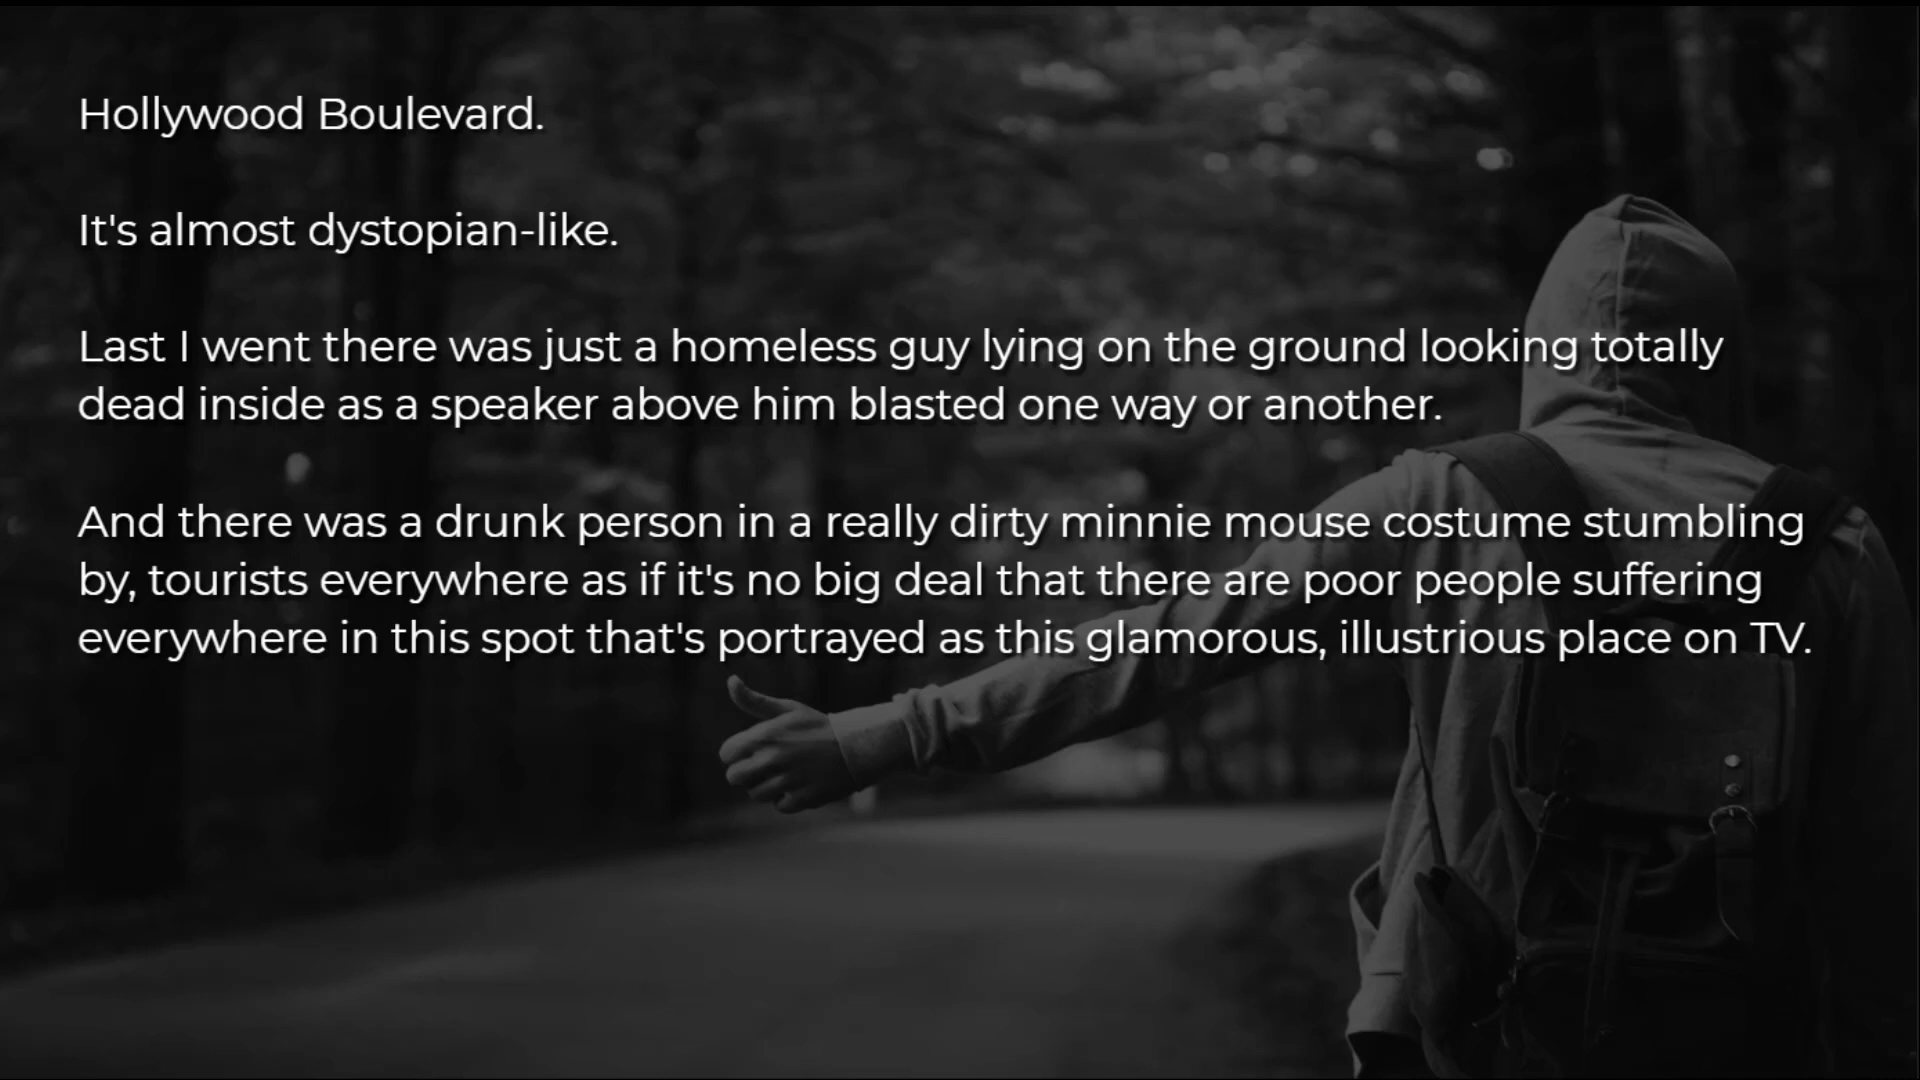 Hollywood Boulevard.
It's almost dystopian-like.
Last I went there was just a homeless guy lying on the ground looking totally
dead inside as a speaker above him blasted one way or another.
And there was a drunk person in a really dirty minnie mouse costume stumbling
by, tourists everywhere as if it's no big deal that there are poor people suffering
everywhere in this spot that's portrayed as this glamorous, illustrious place on TV.